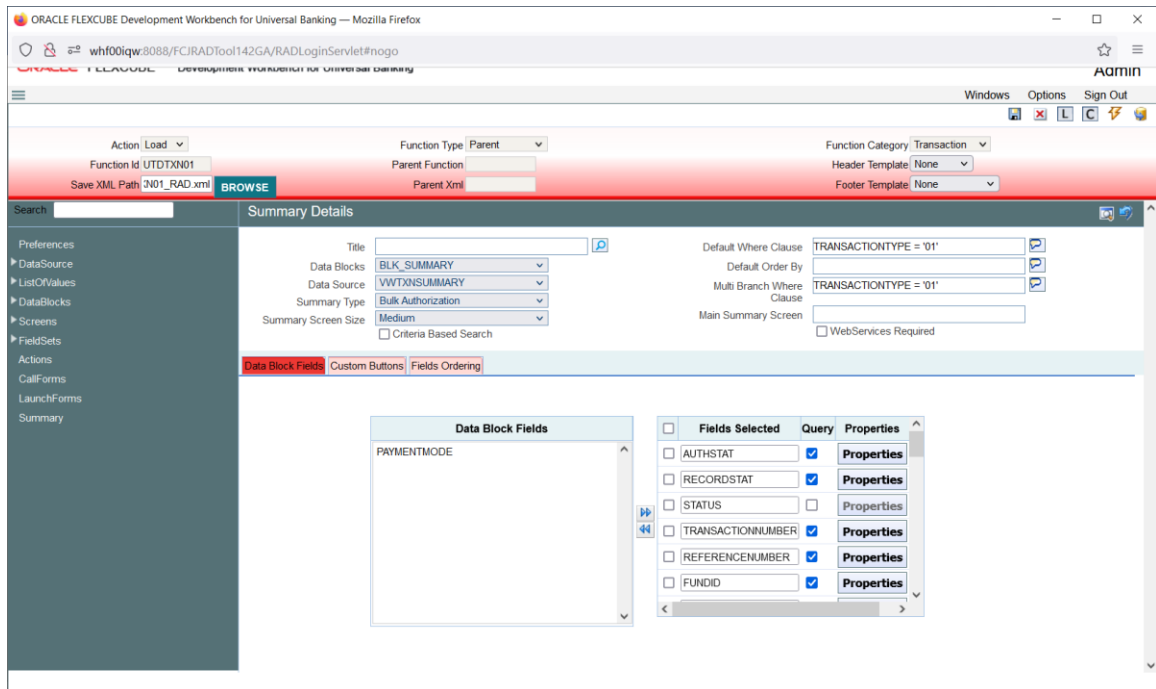 ORACLE FLEXCUBE Development Workbench for Universal Banking — Mozilla Firefox
whf00iqw:8088/FCJRADTool142GA/RADLoginServlet#nogo
ORACLE FLEXCUBE Development Workbench for Universal Banking Admin
Windows Options Sign Out
L C
Action Load Function Type Parent Function Category Transaction
Function Id UTDTXN01 Parent Function Header Template None
Save XML Path :N01_RAD.xml BROWSE Parent Xml Footer Template None
Search Summary Details
Preferences
DataSource
ListOfValues
DataBlocks
Screens
FieldSets
Actions
CallForms
LaunchForms
Summary
Title Default Where Clause TRANSACTIONTYPE = '01'
Data Blocks BLK_SUMMARY Default Order By
Data Source VWTXNSUMMARY Multi Branch Where Clause TRANSACTIONTYPE = '01'
Summary Type Bulk Authorization
Summary Screen Size Medium Main Summary Screen
Criteria Based Search WebServices Required
Data Block Fields Custom Buttons Fields Ordering
Data Block Fields Fields Selected Query Properties
PAYMENTMODE AUTHSTAT Properties
RECORDSTAT Properties
STATUS Properties
TRANSACTIONNUMBER Properties
REFERENCENUMBER Properties
FUNDID Properties